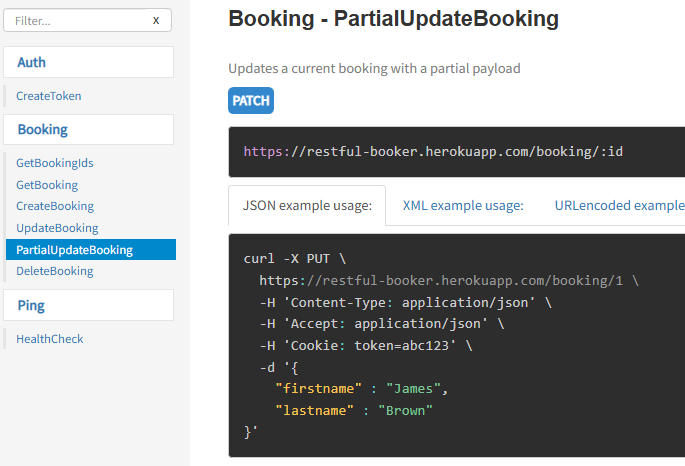 Filter...
x
Auth
CreateToken
Booking
GetBookingIds
GetBooking
CreateBooking
UpdateBooking
PartialUpdateBooking
DeleteBooking
Ping
HealthCheck
Booking - PartialUpdateBooking
Updates a current booking with a partial payload
PATCH
https://restful-booker.herokuapp.com/booking/:id
JSON example usage: XML example usage: URLencoded example
curl -X PUT \
  https://restful-booker.herokuapp.com/booking/1 \
  -H 'Content-Type: application/json' \
  -H 'Accept: application/json' \
  -H 'Cookie: token=abc123' \
  -d '{
    "firstname" : "James",
    "lastname" : "Brown"
}'